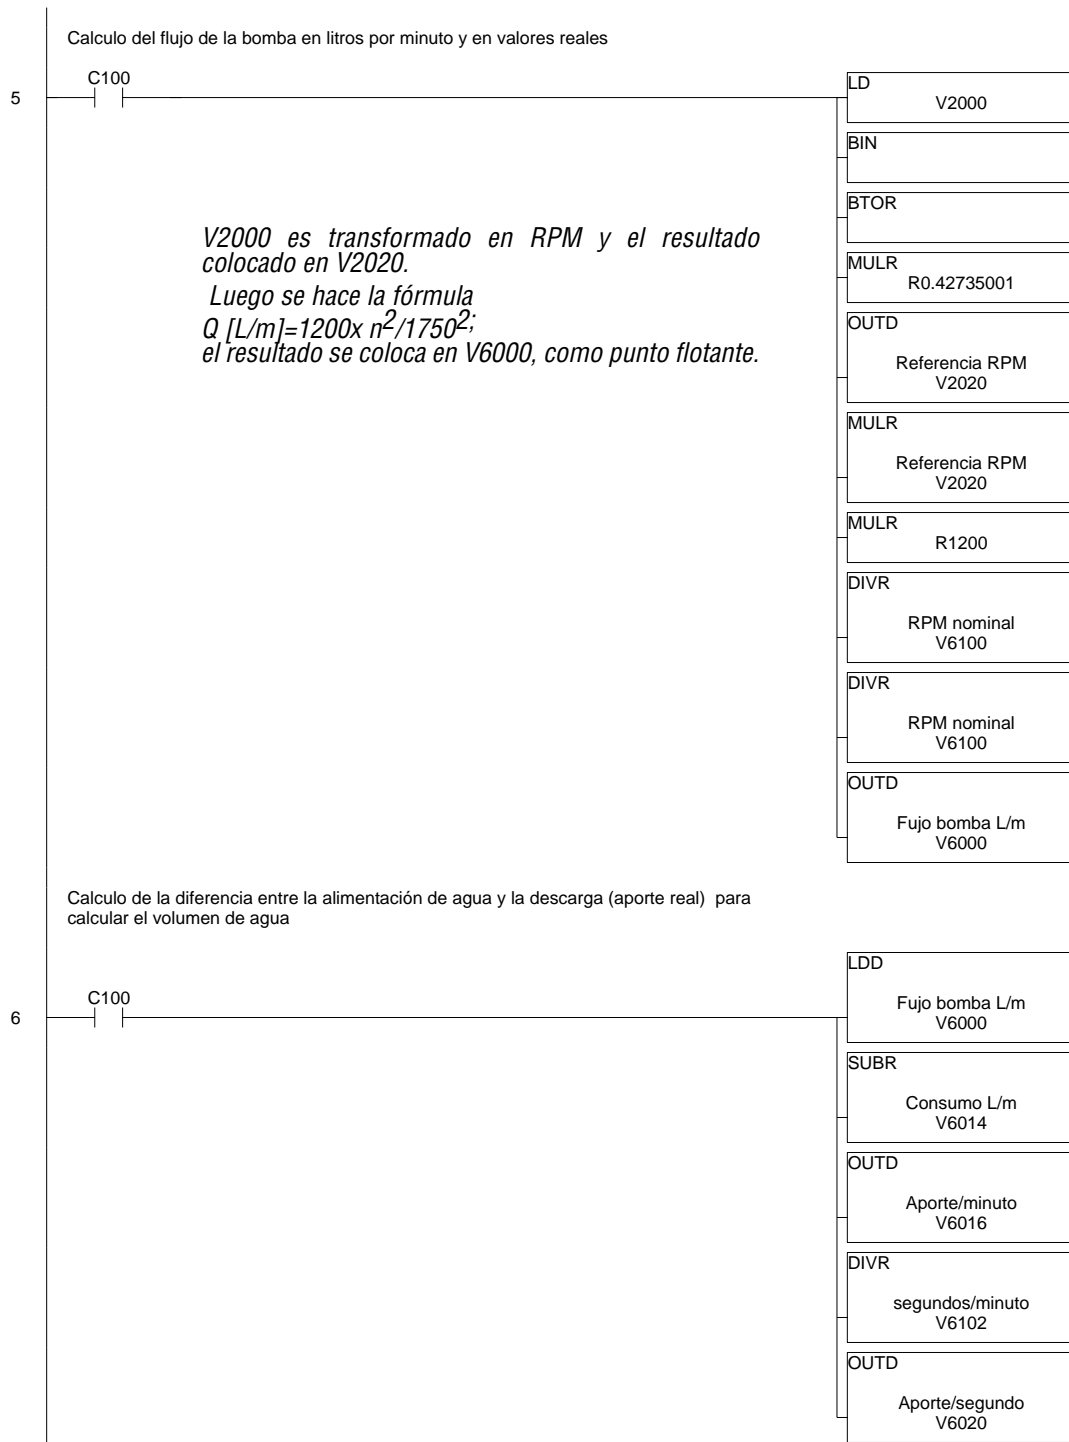 Calculo del flujo de la bomba en litros por minuto y en valores reales
5
C100
LD
V2000
BIN
BTOR
MULR
R0.42735001
OUTD
Referencia RPM
V2020
MULR
Referencia RPM
V2020
MULR
R1200
DIVR
RPM nominal
V6100
DIVR
RPM nominal
V6100
OUTD
Fujo bomba L/m
V6000
V2000 es transformado en RPM y el resultado
colocado en V2020.
Luego se hace la fórmula
Q [L/m]=1200x n²/1750²;
el resultado se coloca en V6000, como punto flotante.
Calculo de la diferencia entre la alimentación de agua y la descarga (aporte real) para
calcular el volumen de agua
6
C100
LDD
Fujo bomba L/m
V6000
SUBR
Consumo L/m
V6014
OUTD
Aporte/minuto
V6016
DIVR
segundos/minuto
V6102
OUTD
Aporte/segundo
V6020